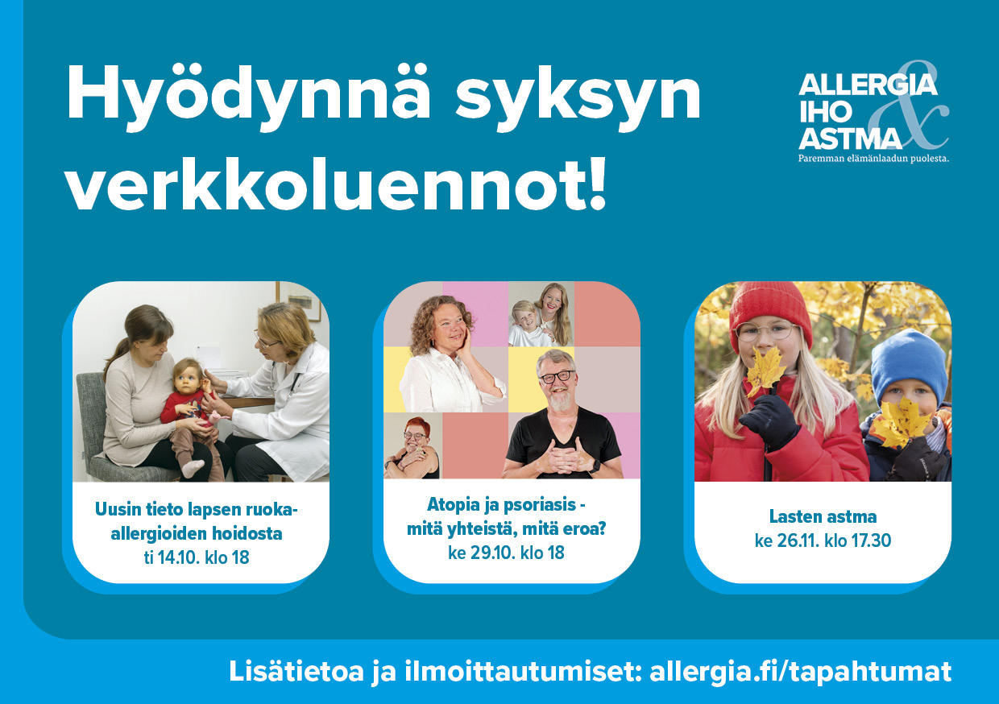 Hyödynnä syksyn
verkkoluennot!
ALLERGIA
IHO &
ASTMA
Paremman elämänlaadun puolesta.
Uusin tieto lapsen ruoka-
allergioiden hoidosta
ti 14.10. klo 18
Atopia ja psoriasis -
mitä yhteistä, mitä eroa?
ke 29.10. klo 18
Lasten astma
ke 26.11. klo 17.30
Lisätietoa ja ilmoittautumiset: allergia.fi/tapahtumat